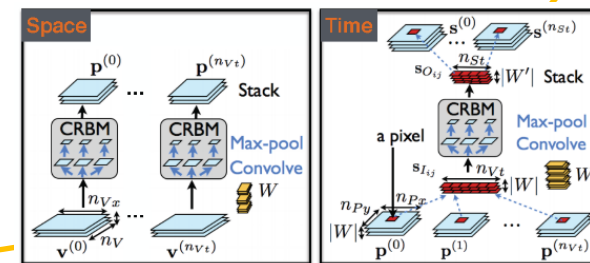 Space
p(0)
...
p(nVt)
Stack
CRBM
CRBM
Max-pool
Convolve
W
nVx
nV
v(0)
...
v(nVt)
Time
s(0)
...
s(nSt)
nSt
sOij
|W'|
Stack
CRBM
a pixel
Max-pool
Convolve
sIij
nVt
|W|
W
nPy
nPx
|W|
p(0)
p(1)
...
p(nVt)